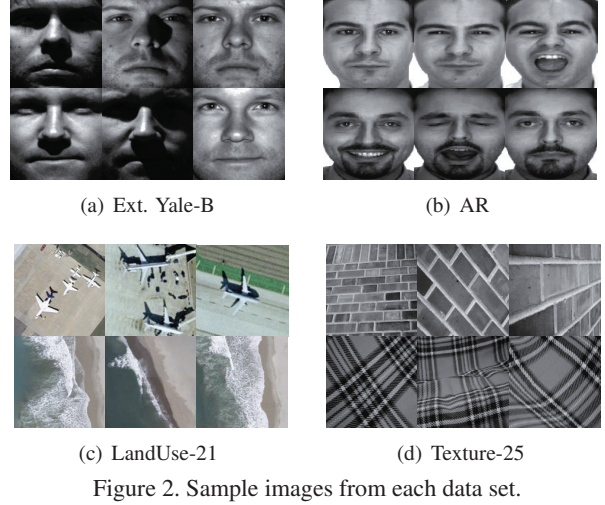 (a) Ext. Yale-B
(b) AR
(c) LandUse-21
(d) Texture-25
Figure 2. Sample images from each data set.